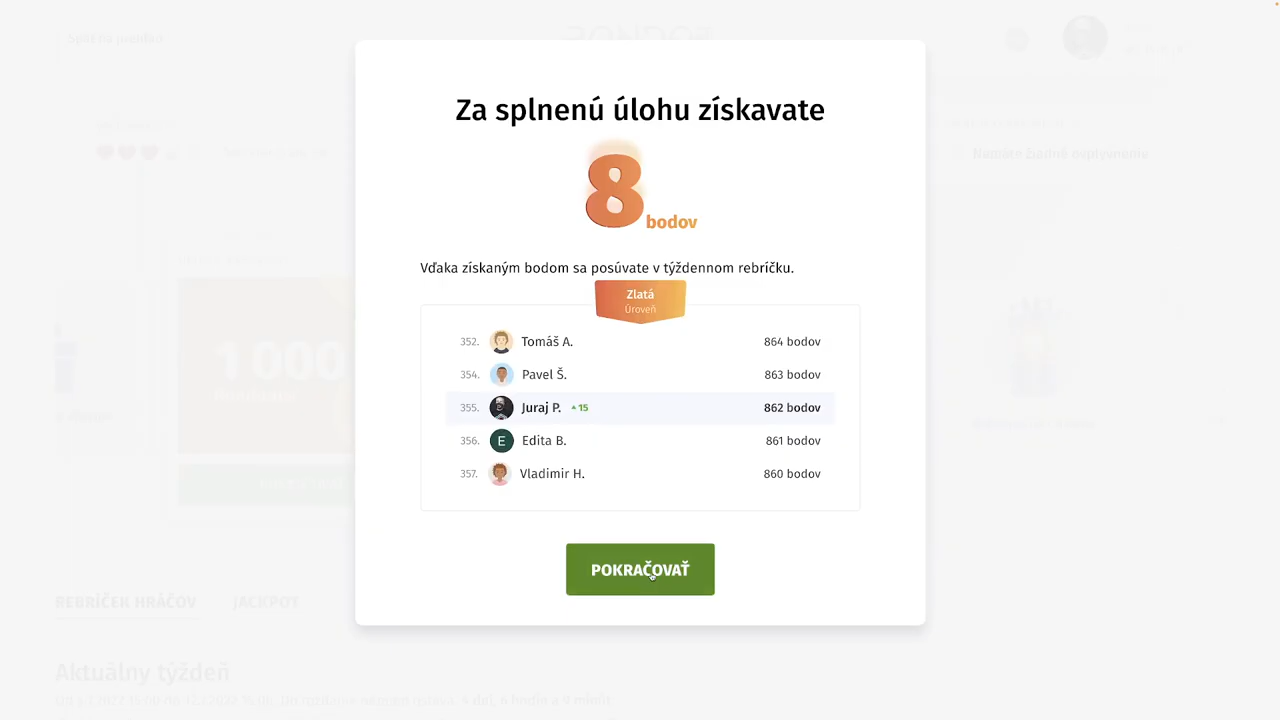 Za splnenú úlohu získavate
8 bodov
Vďaka získaným bodom sa posúvate v týždennom rebríčku.
Zlatá
Úroveň
352. Tomáš A. 864 bodov
354. Pavel Š. 863 bodov
355. Juraj P. 15 862 bodov
E
356. Edita B. 861 bodov
357. Vladimir H. 860 bodov
POKRAČOVAŤ
1 000
REBRÍČEK HRÁČOV
JACKPOT
Aktuálny týždeň